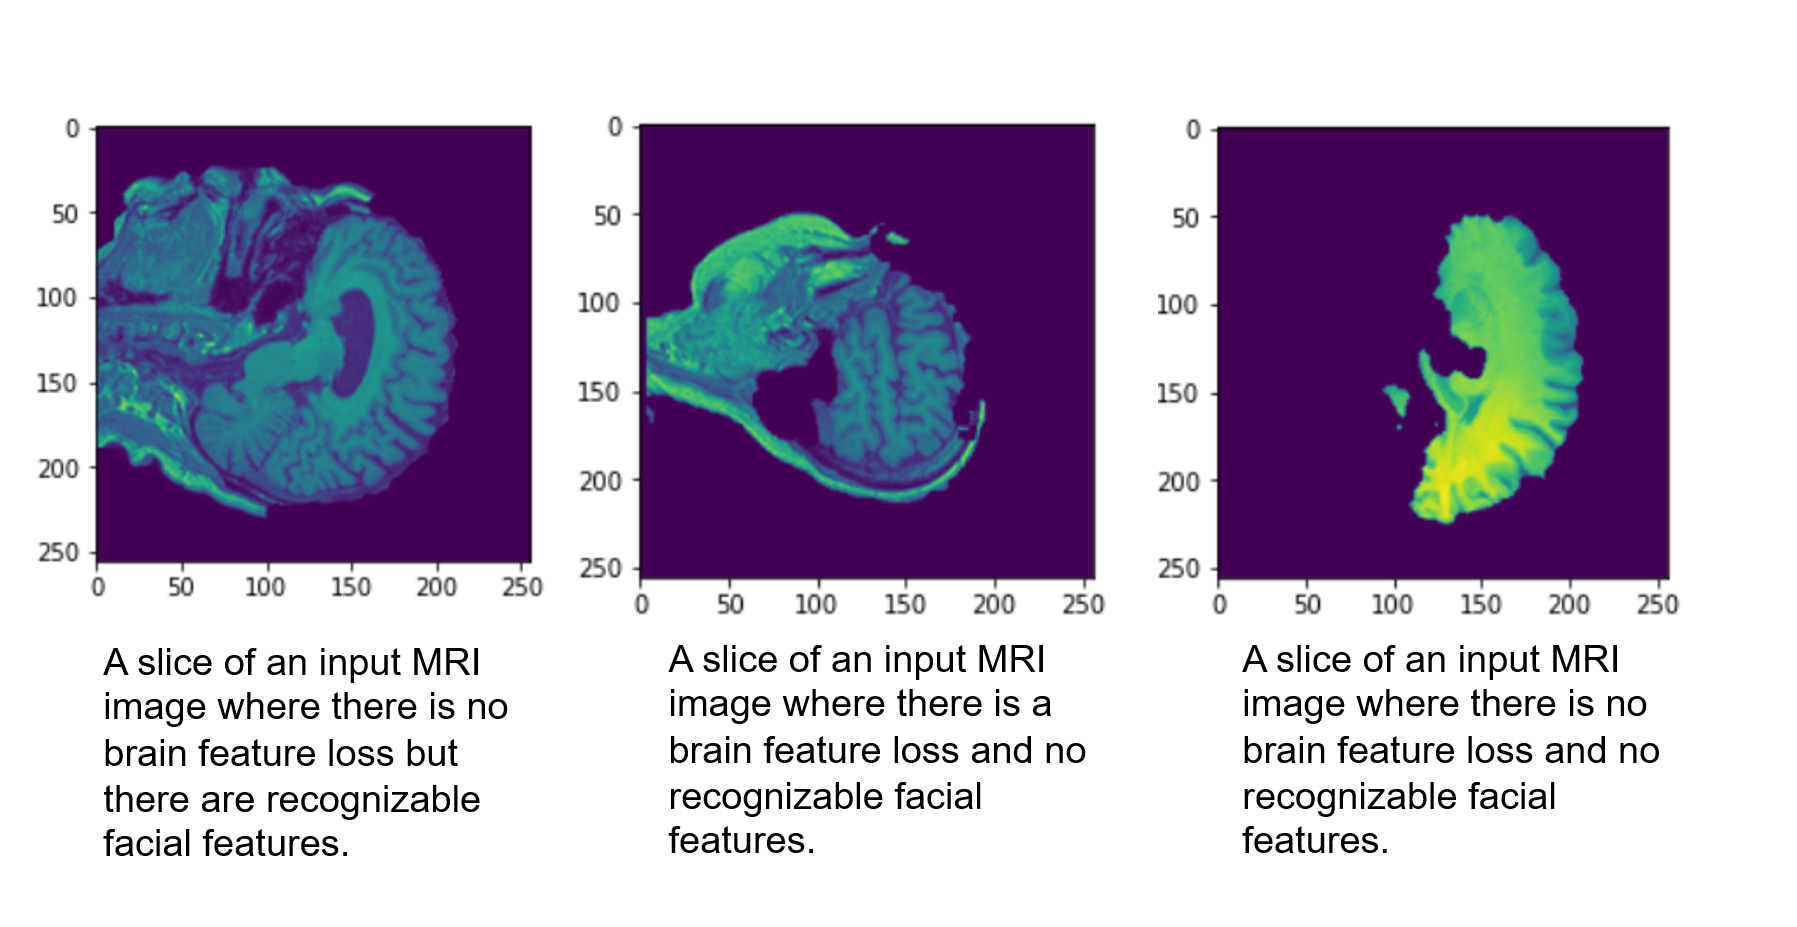 0
50
100
150
200
250
0 50 100 150 200 250
A slice of an input MRI
image where there is no
brain feature loss but
there are recognizable
facial features.
0
50
100
150
200
250
0 50 100 150 200 250
A slice of an input MRI
image where there is a
brain feature loss and no
recognizable facial
features.
0
50
100
150
200
250
0 50 100 150 200 250
A slice of an input MRI
image where there is no
brain feature loss and no
recognizable facial
features.